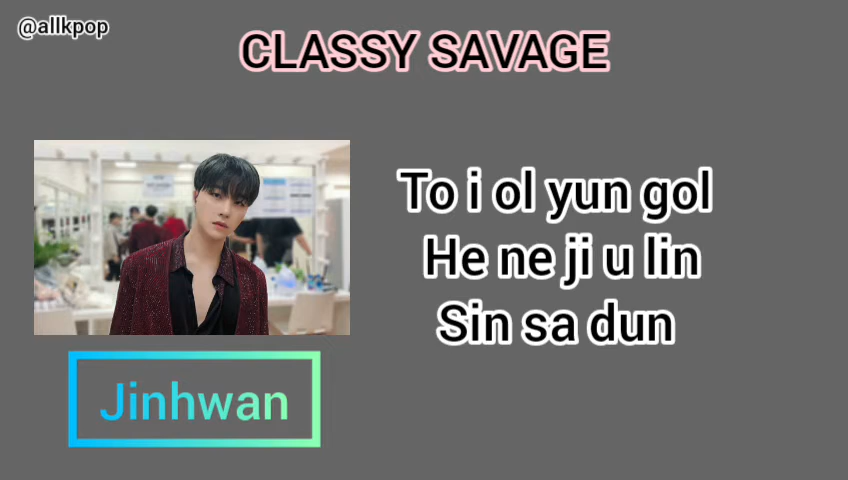 @allkpop
CLASSY SAVAGE
To i ol yun gol
He ne ji u lin
Sin sa dun
Jinhwan